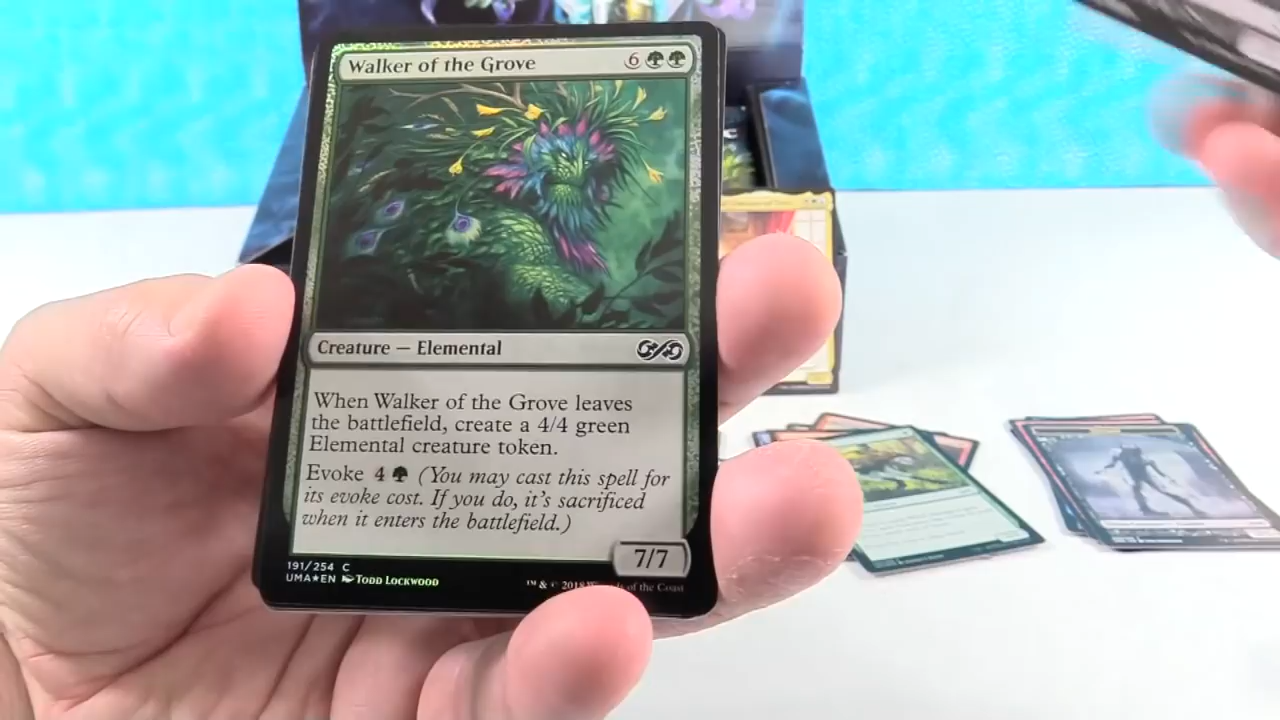 Walker of the Grove 6
Creature — Elemental
When Walker of the Grove leaves
the battlefield, create a 4/4 green
Elemental creature token.
Evoke 4 (You may cast this spell for
its evoke cost. If you do, it's sacrificed
when it enters the battlefield.)
7/7
191/254 C
UMA★EN Todd Lockwood
™ & © 2018 of the Coast